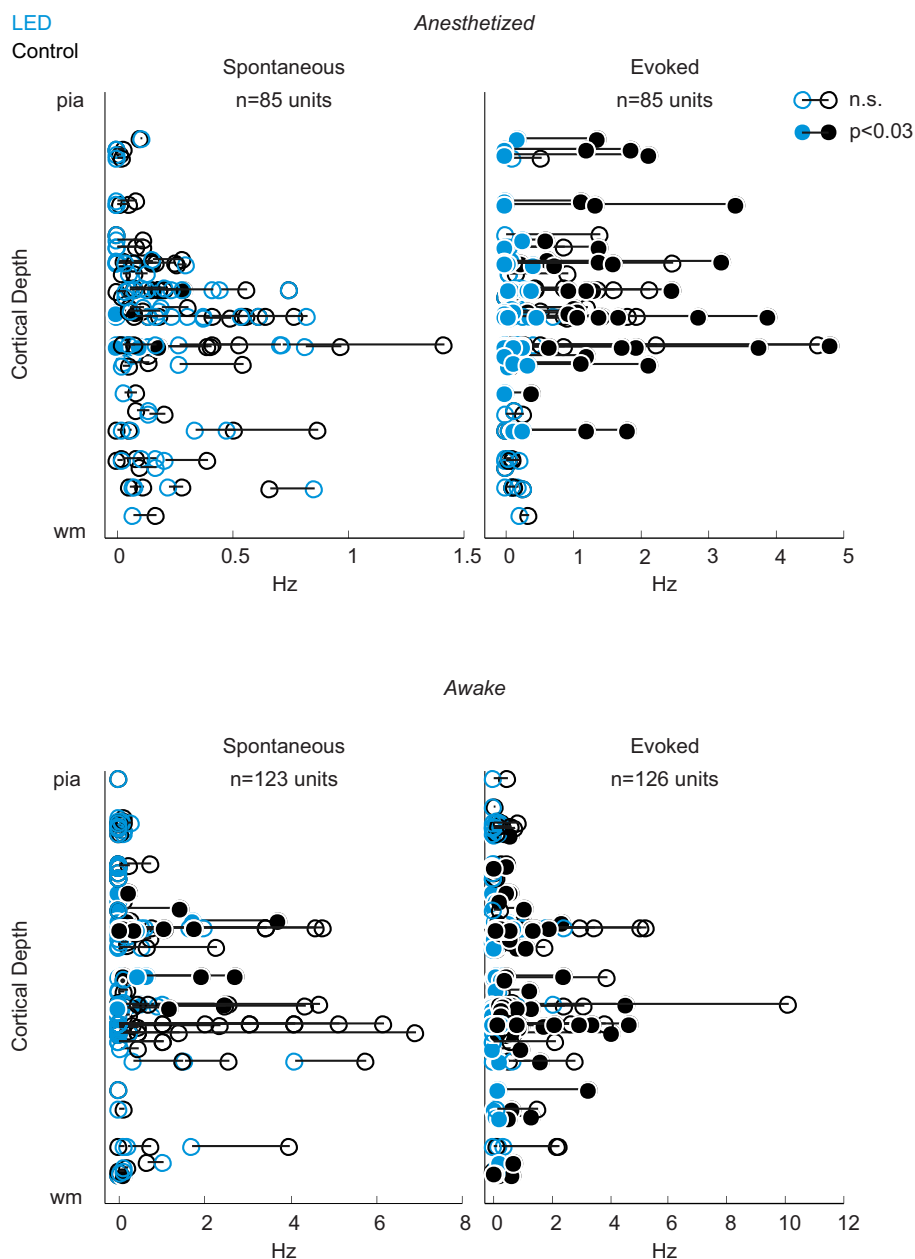 LED
Control
Anesthetized
Spontaneous
n=85 units
Evoked
n=85 units
n.s.
p<0.03
pia
Cortical Depth
wm
0 0.5 1 1.5
Hz
0 1 2 3 4 5
Hz
Awake
Spontaneous
n=123 units
Evoked
n=126 units
pia
Cortical Depth
wm
0 2 4 6 8
Hz
0 2 4 6 8 10 12
Hz